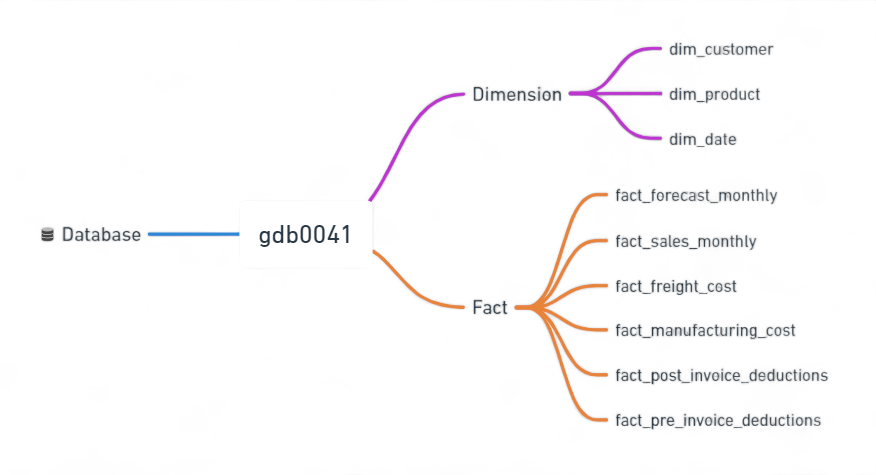 Database
gdb0041
Dimension
dim_customer
dim_product
dim_date
Fact
fact_forecast_monthly
fact_sales_monthly
fact_freight_cost
fact_manufacturing_cost
fact_post_invoice_deductions
fact_pre_invoice_deductions